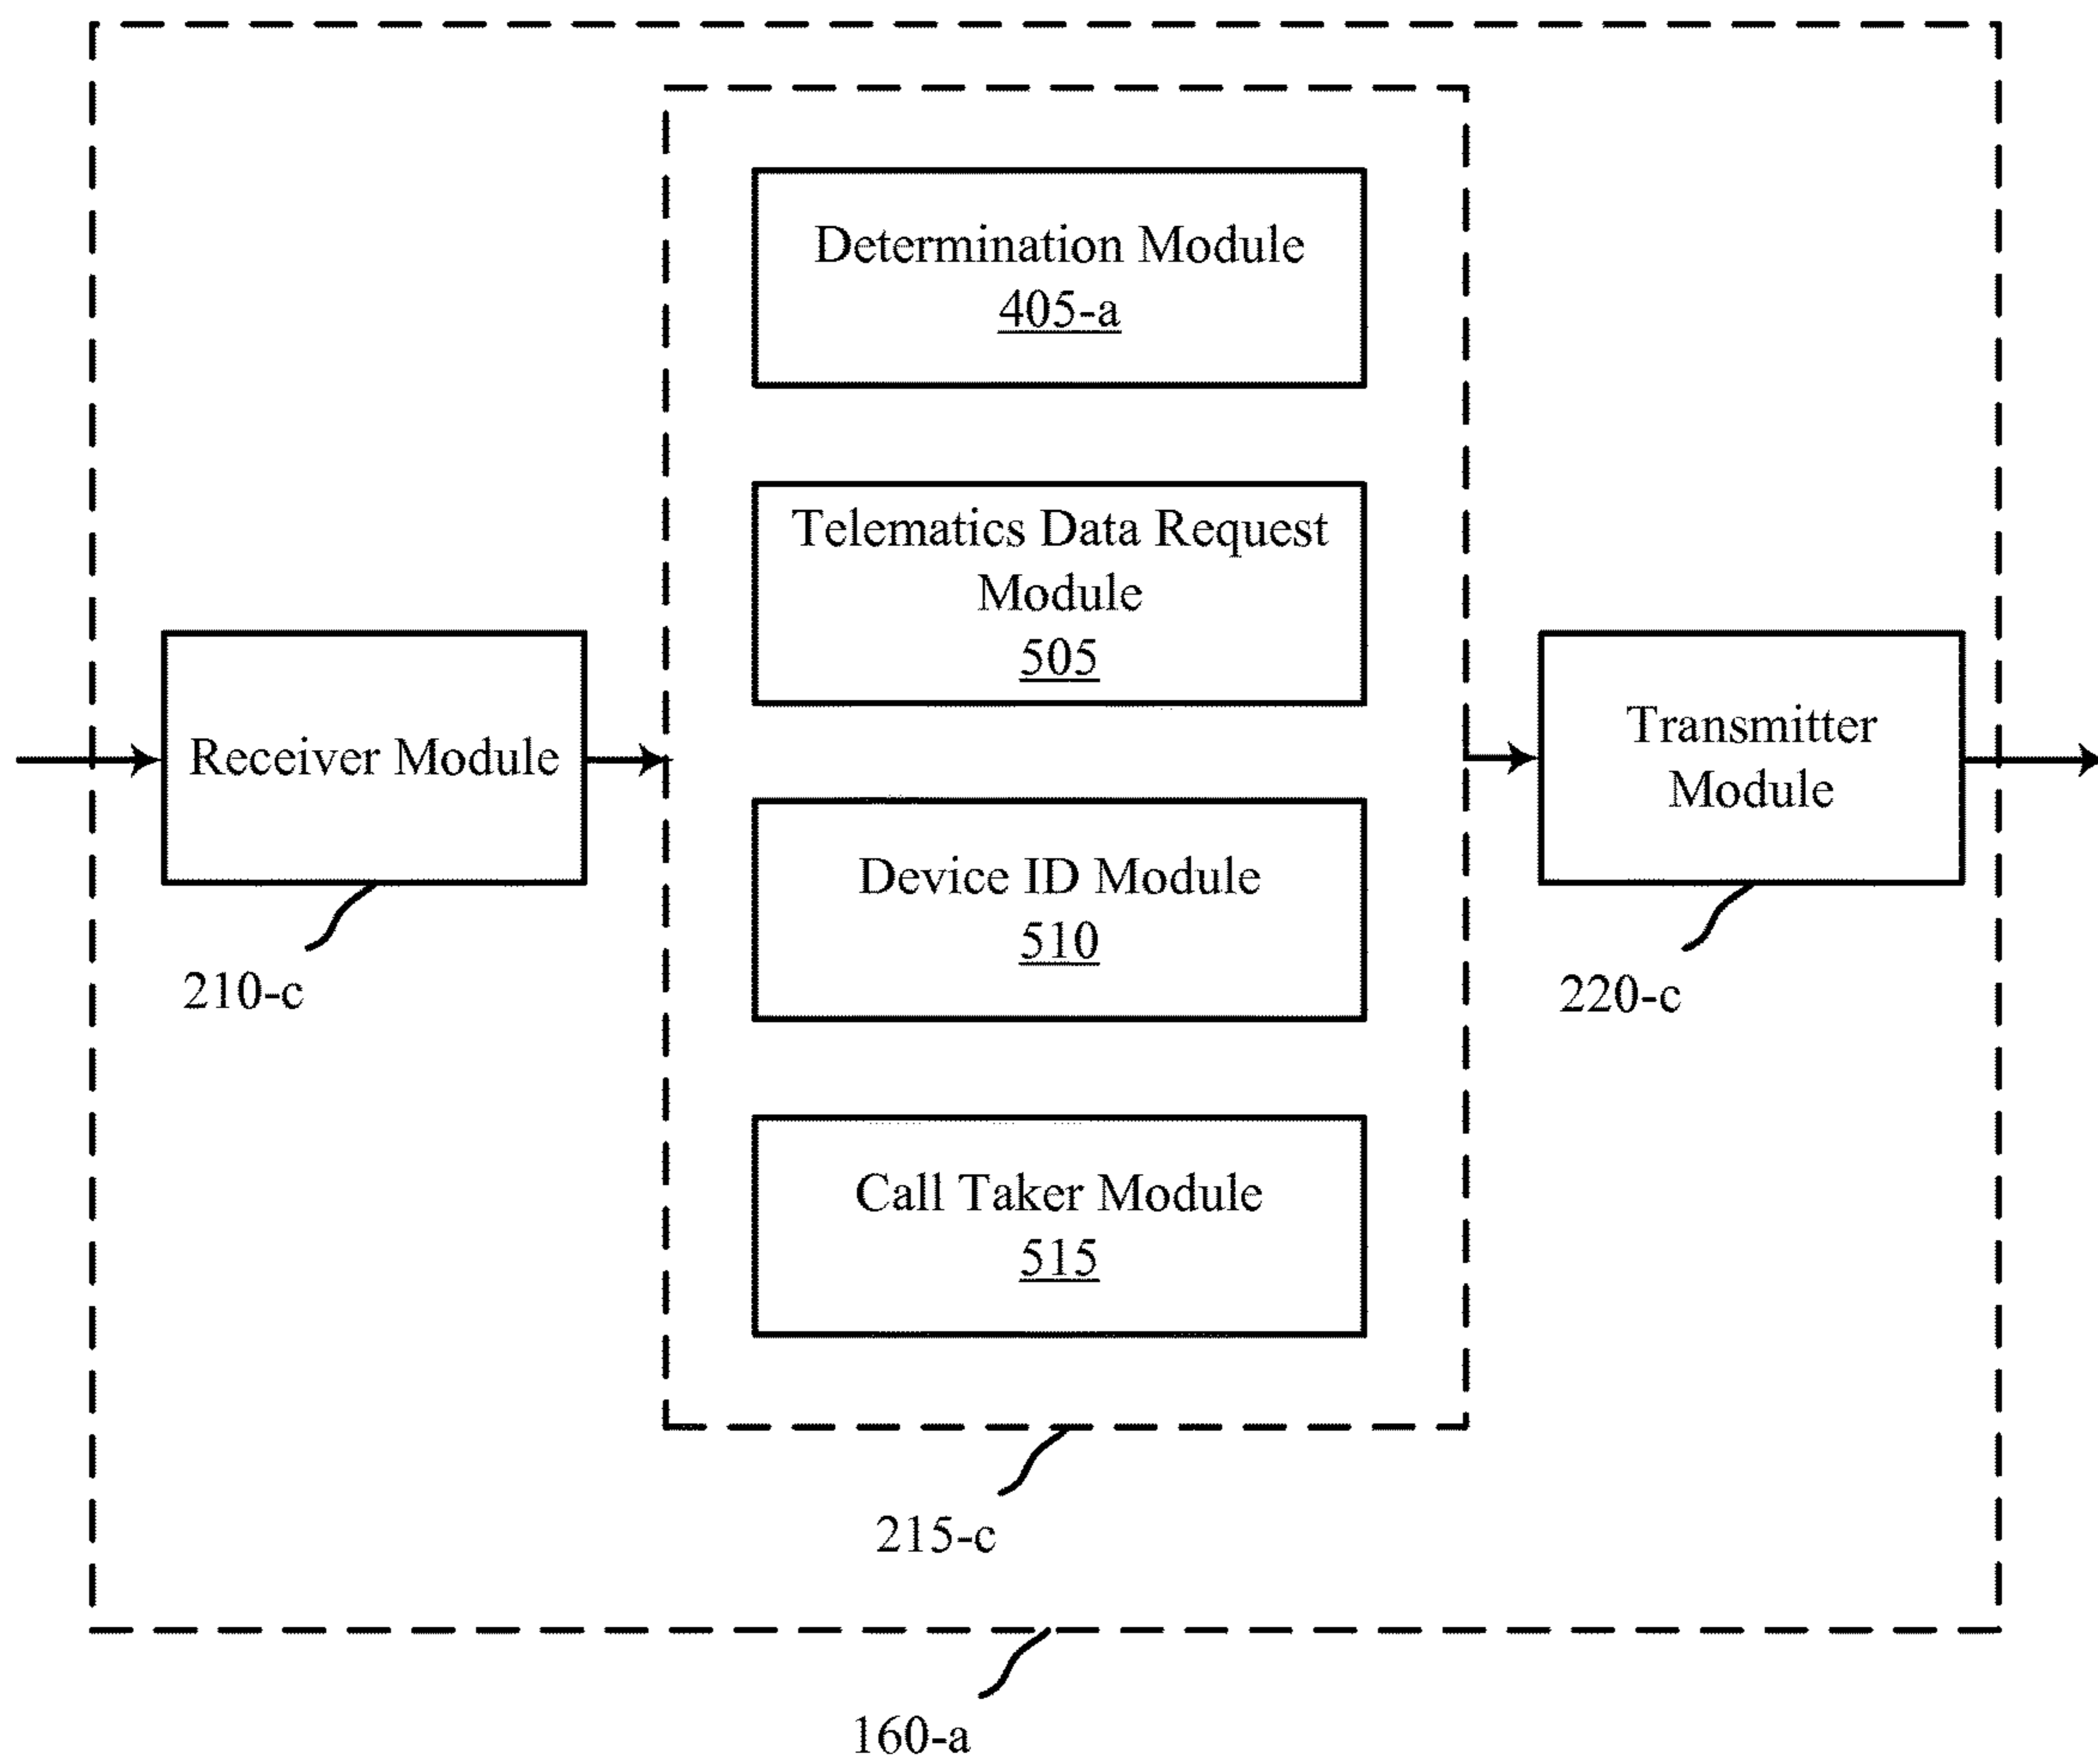 Determination Module
405-a
Telematics Data Request
Module
505
Receiver Module
Transmitter
Module
Device ID Module
510
210-c
220-c
Call Taker Module
515
215-c
160-a